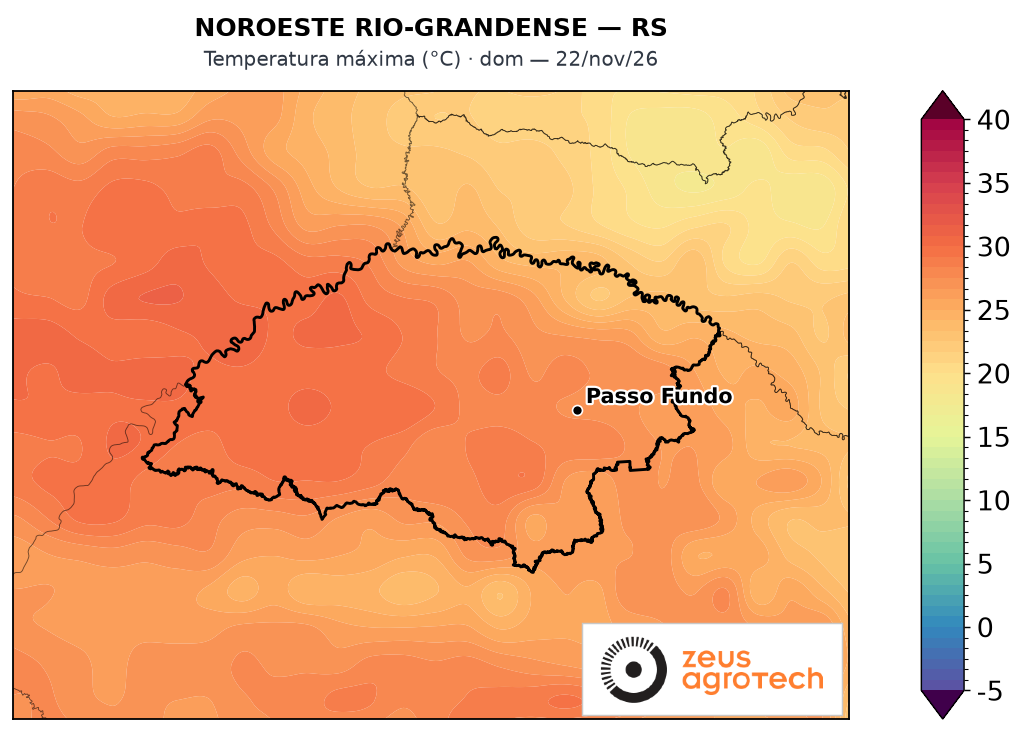 NOROESTE RIO-GRANDENSE — RS
Temperatura máxima (°C) · dom — 22/nov/26
40
35
30
25
20
15
10
5
0
-5
Passo Fundo
zeus
agrotech